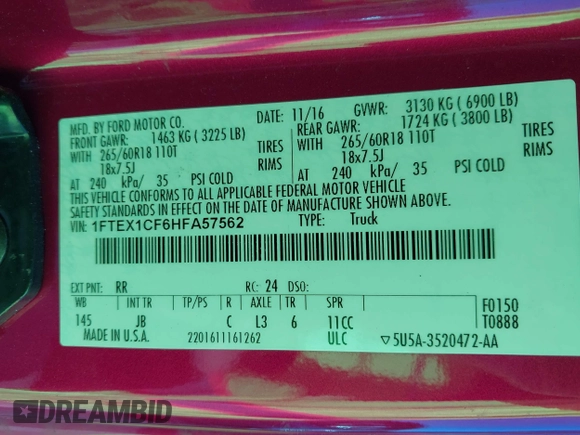 MFD. BY FORD MOTOR CO.
DATE: 11/16 GVWR: 3130 KG ( 6900 LB)
FRONT GAWR: 1463 KG ( 3225 LB)
REAR GAWR: 1724 KG ( 3800 LB)
WITH 265/60R18 110T TIRES
WITH 265/60R18 110T TIRES
18x7.5J RIMS
18x7.5J RIMS
AT 240 kPa/ 35 PSI COLD
AT 240 kPa/ 35 PSI COLD
THIS VEHICLE CONFORMS TO ALL APPLICABLE FEDERAL MOTOR VEHICLE
SAFETY STANDARDS IN EFFECT ON THE DATE OF MANUFACTURE SHOWN ABOVE.
VIN: 1FTEX1CF6HFA57562 TYPE: Truck
EXT PNT: RR RC: 24 DSO:
WB INT TR TP/PS R AXLE TR SPR F0150
145 JB C L3 6 11CC T0888
MADE IN U.S.A. 2201611161262 ULC ▽5U5A-3520472-AA
DREAMBID